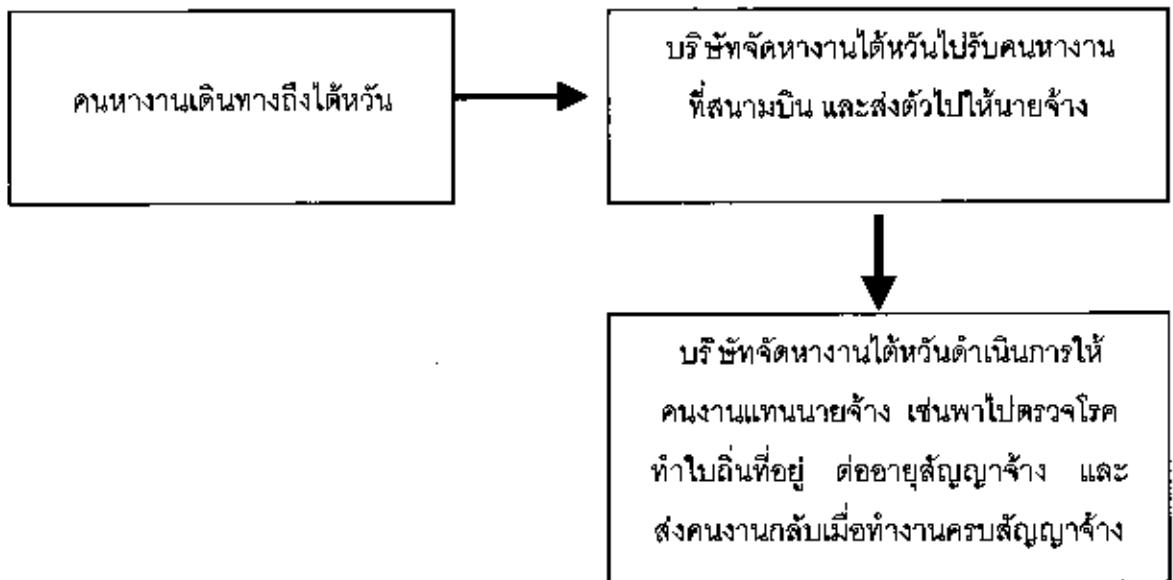 คนหางานเดินทางถึงไต้หวัน
บริษัทจัดหางานไต้หวันไปรับคนหางาน
ที่สนามบิน และส่งตัวไปให้นายจ้าง
บริษัทจัดหางานไต้หวันดำเนินการให้
คนงานแทนนายจ้าง เช่นพาไปตรวจโรค
ทำใบถิ่นที่อยู่ ต่ออายุสัญญาจ้าง และ
ส่งคนงานกลับเมื่อทำงานครบสัญญาจ้าง